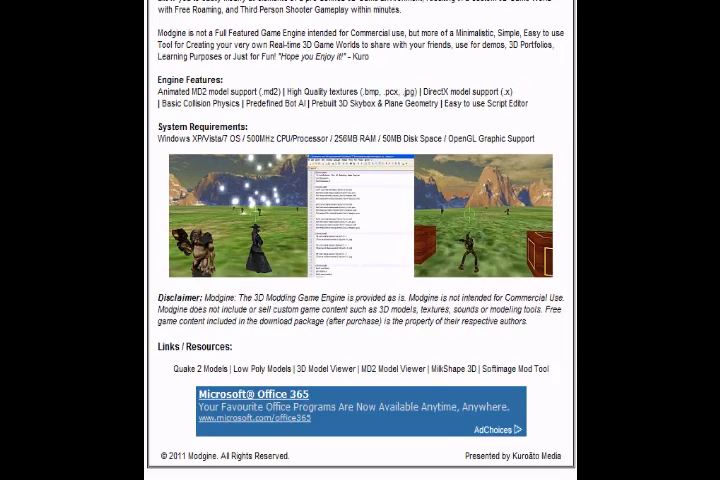 with Free Roaming, and Third Person Shooter Gameplay within minutes.
Modgine is not a Full Featured Game Engine intended for Commercial use, but more of a Minimalistic, Simple, Easy to use
Tool for Creating your very own Real-time 3D Game Worlds to share with your friends, use for demos, 3D Portfolios,
Learning Purposes or Just for Fun! "Hope you Enjoy it!" - Kuro
Engine Features:
Animated MD2 model support (.md2) | High Quality textures (.bmp, .pcx, .jpg) | DirectX model support (.x)
| Basic Collision Physics | Predefined Bot AI | Prebuilt 3D Skybox & Plane Geometry | Easy to use Script Editor
System Requirements:
Windows XP/Vista/7 OS / 500MHz CPU/Processor / 256MB RAM / 50MB Disk Space / OpenGL Graphic Support
Disclaimer: Modgine: The 3D Modding Game Engine is provided as is. Modgine is not intended for Commercial Use.
Modgine does not include or sell custom game content such as 3D models, textures, sounds or modeling tools. Free
game content included in the download package (after purchase) is the property of their respective authors.
Links / Resources:
Quake 2 Models | Low Poly Models | 3D Model Viewer | MD2 Model Viewer | MilkShape 3D | Softimage Mod Tool
Microsoft® Office 365
Your Favourite Office Programs Are Now Available Anytime, Anywhere.
www.microsoft.com/office365
AdChoices
© 2011 Modgine. All Rights Reserved.
Presented by Kuroäto Media